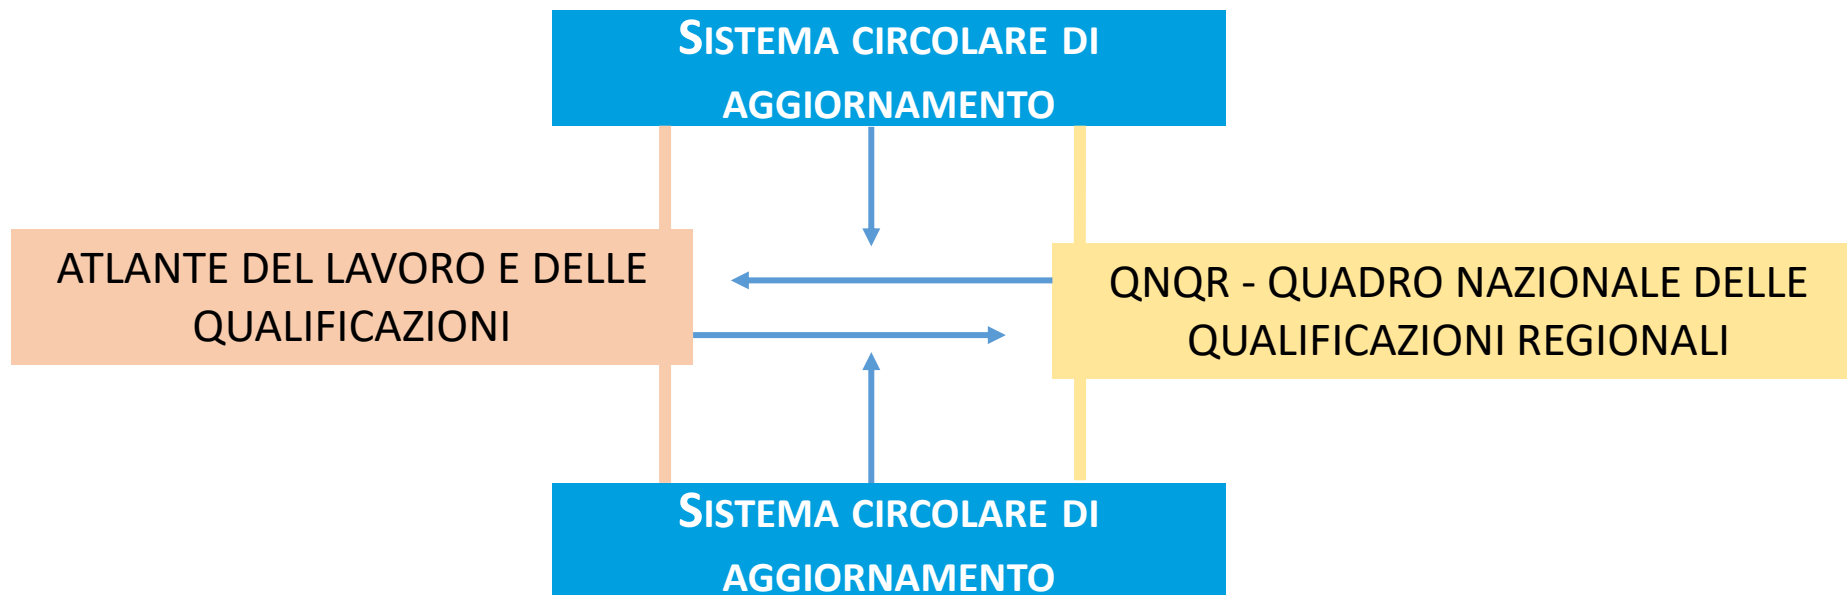 SISTEMA CIRCOLARE DI
AGGIORNAMENTO
ATLANTE DEL LAVORO E DELLE
QUALIFICAZIONI
QNQR - QUADRO NAZIONALE DELLE
QUALIFICAZIONI REGIONALI
SISTEMA CIRCOLARE DI
AGGIORNAMENTO